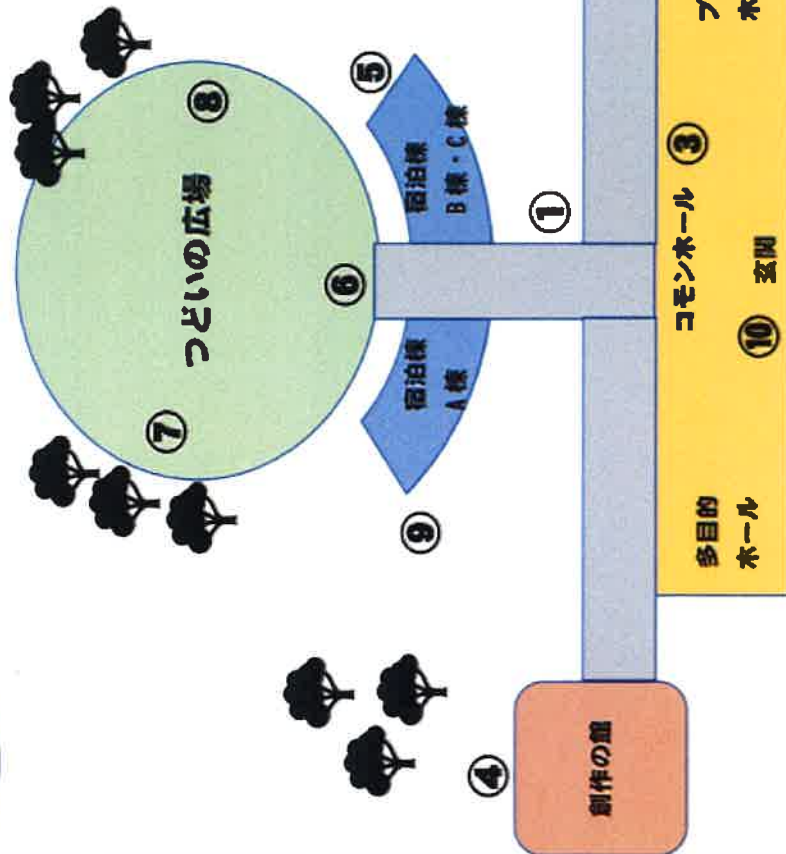 ⑦
つどいの広場
⑧
⑥
⑤
宿泊棟
A棟
宿泊棟
B棟・C棟
⑨
④
①
創作の館
コモンホール
③
多目的
ホール
プ
ホ
⑩
玄関